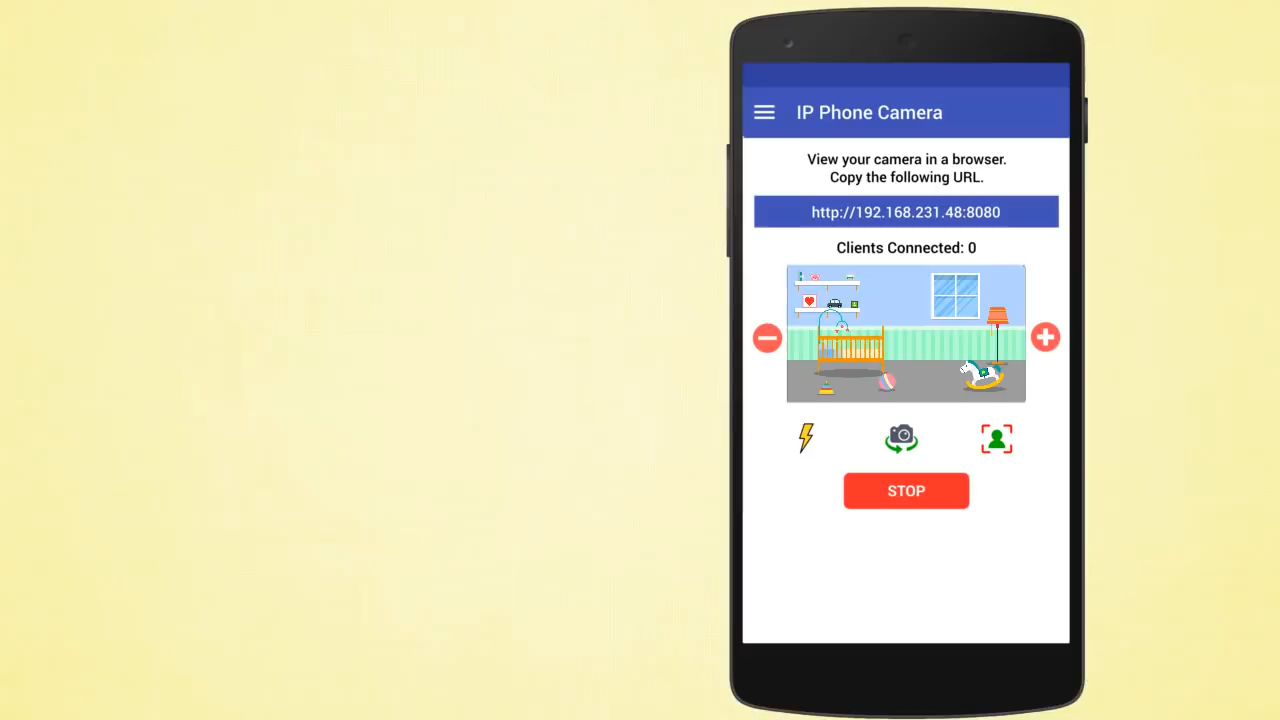 IP Phone Camera
View your camera in a browser.
Copy the following URL.
http://192.168.231.48:8080
Clients Connected: 0
STOP